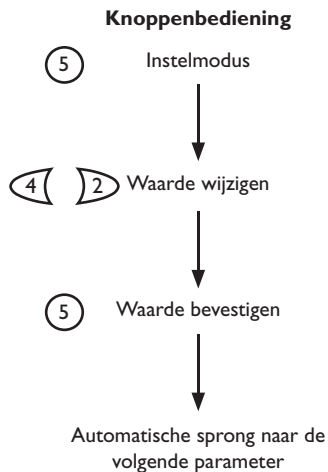 Knoppenbediening
5 Instelmodus
4 2 Waarde wijzigen
5 Waarde bevestigen
Automatische sprong naar de
volgende parameter